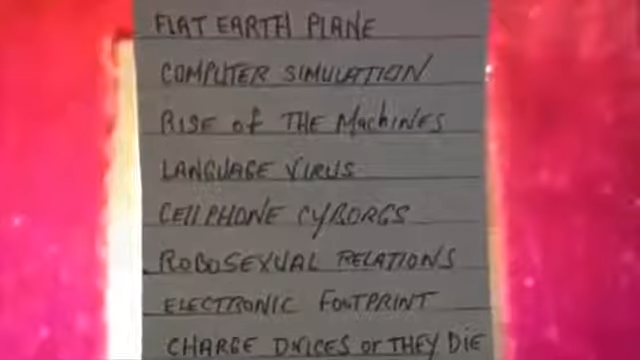 FLAT EARTH PLANE
COMPUTER SIMULATION
RISE of THE MachinES
LANGUAGE VIRUS
CELLPHONE CYBORGS
ROBOSEXUAL RELATIONS
ELECTRONIC FOOTPRINT
CHARGE or THEY DIE